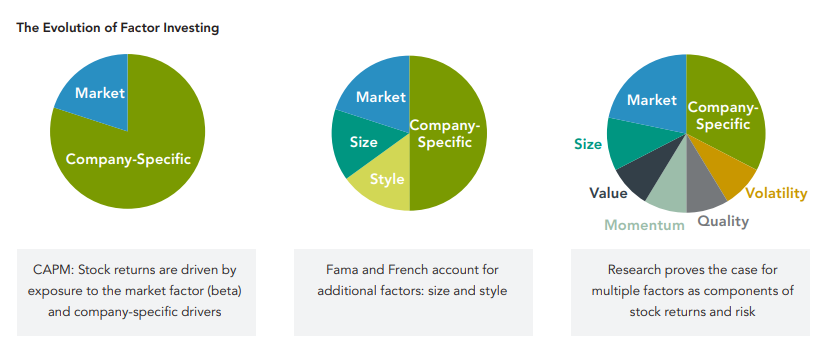 The Evolution of Factor Investing
Market
Company-Specific
Market
Company-
Specific
Size
Style
Market
Company-
Specific
Size
Value
Volatility
Momentum
Quality
CAPM: Stock returns are driven by
exposure to the market factor (beta)
and company-specific drivers
Fama and French account for
additional factors: size and style
Research proves the case for
multiple factors as components of
stock returns and risk